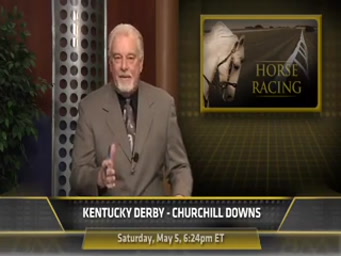 HORSE
RACING
KENTUCKY DERBY - CHURCHILL DOWNS
Saturday, May 5, 6:24pm ET